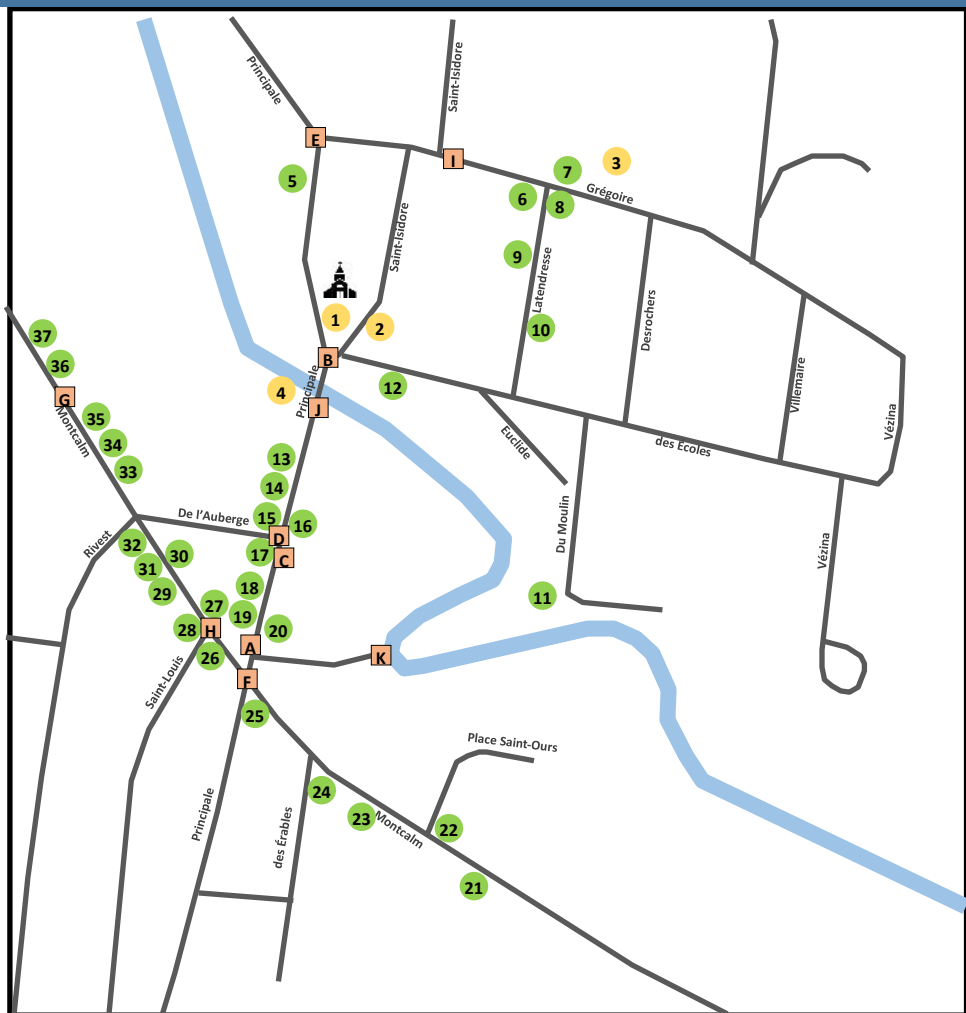 Principale
Saint-Isidore
E
I
3
7
5
6
8
Grégoire
Saint-Isidore
9
Latendresse
1
2
10
Desrochers
37
B
36
12
Villemaire
4
Principale
G
J
Vézina
35
Montcalm
34
Euclide
des Écoles
13
33
14
De l'Auberge
15
16
Du Moulin
D
32
Rivest
30
17
C
Vézina
31
18
29
11
27
19
28
H
20
A
26
K
F
Saint-Louis
25
Place Saint-Ours
24
Principale
des Érables
23
Montcalm
22
21